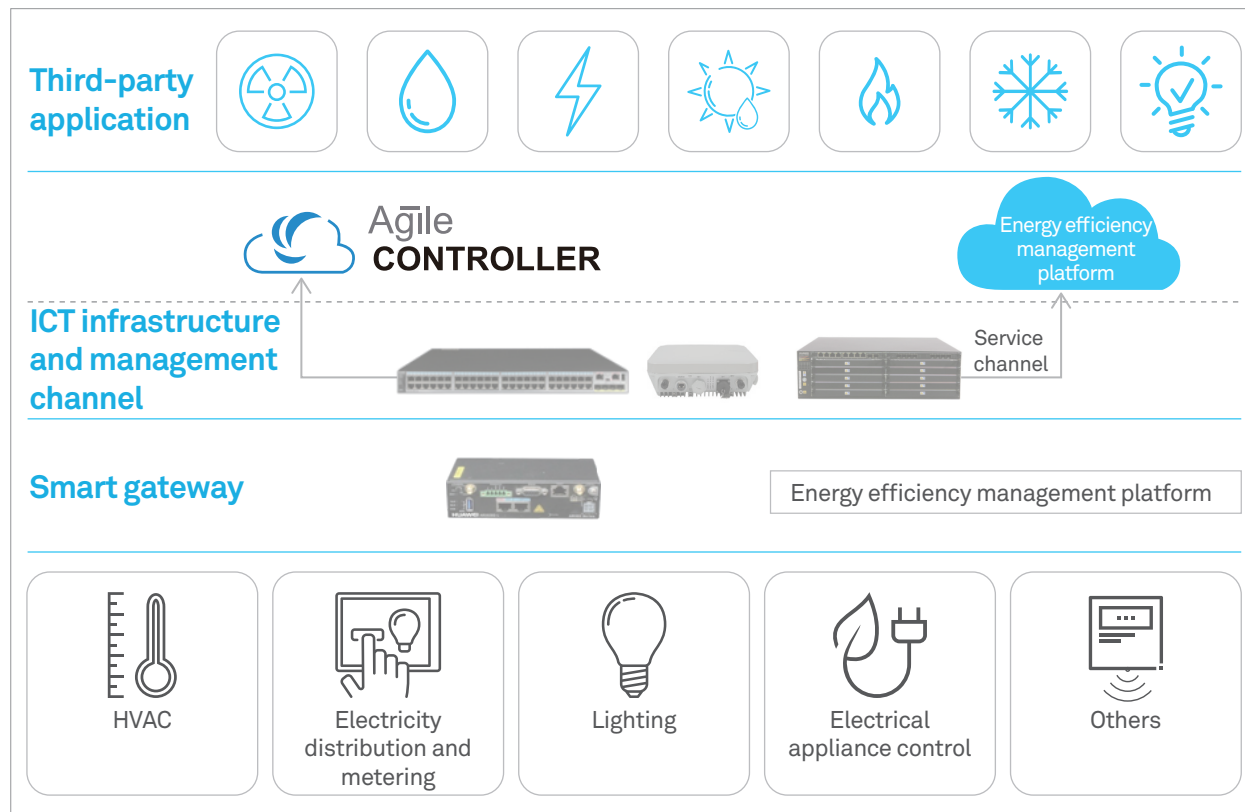 Third-party
application
Agile
CONTROLLER
Energy efficiency
management
platform
ICT infrastructure
and management
channel
Service
channel
Smart gateway
HUAWEI
Energy efficiency management platform
HVAC
Electricity
distribution and
metering
Lighting
Electrical
appliance control
Others